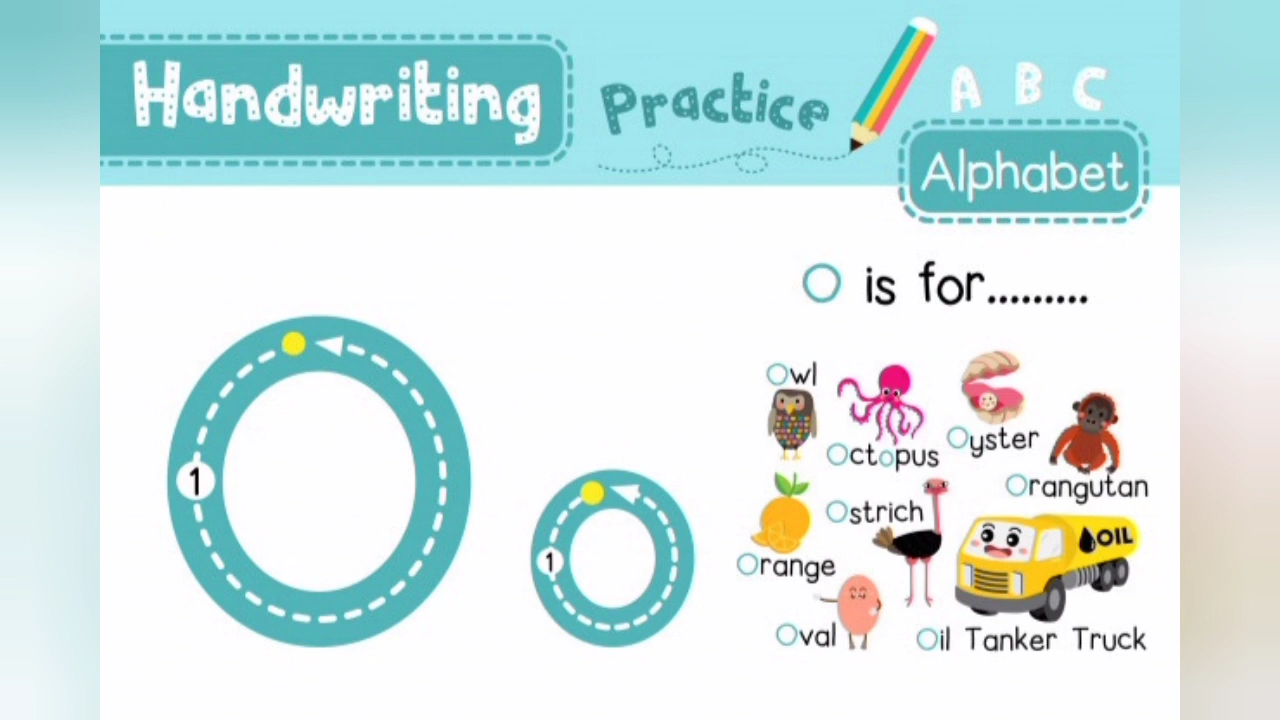 Handwriting Practice
A B C
Alphabet
O is for.........
Owl
Octopus
Oyster
Orangutan
Orange
Ostrich
OIL
Oval
Oil Tanker Truck
1
1